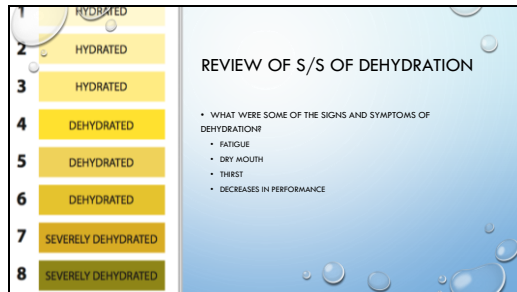 1 HYDRATED
2 HYDRATED
3 HYDRATED
4 DEHYDRATED
5 DEHYDRATED
6 DEHYDRATED
7 SEVERELY DEHYDRATED
8 SEVERELY DEHYDRATED
REVIEW OF S/S OF DEHYDRATION
• WHAT WERE SOME OF THE SIGNS AND SYMPTOMS OF
DEHYDRATION?
• FATIGUE
• DRY MOUTH
• THIRST
• DECREASES IN PERFORMANCE